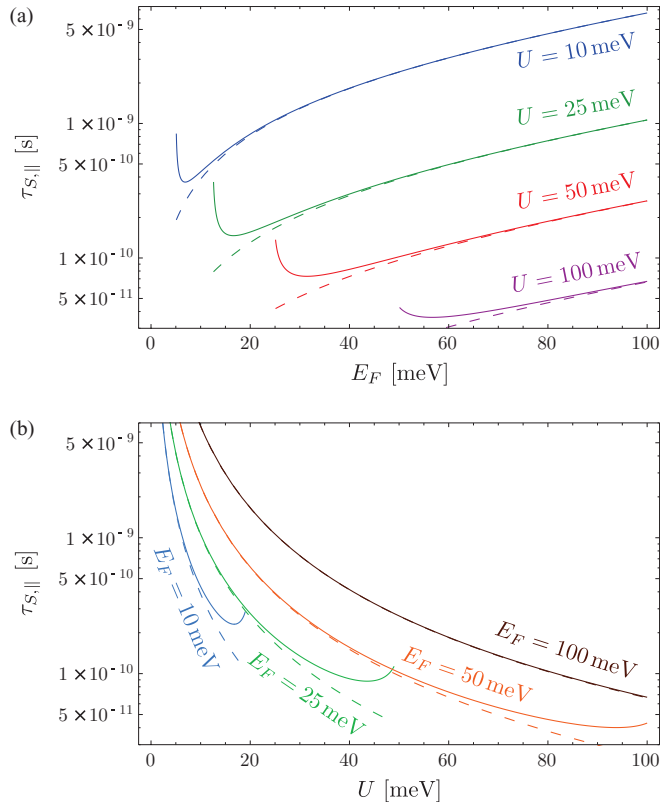 (a)
5 × 10⁻⁹
1 × 10⁻⁹
5 × 10⁻¹⁰
1 × 10⁻¹⁰
5 × 10⁻¹¹
τ_{S,||} [s]
U = 10 meV
U = 25 meV
U = 50 meV
U = 100 meV
0 20 40 60 80 100
E_F [meV]
(b)
5 × 10⁻⁹
1 × 10⁻⁹
5 × 10⁻¹⁰
1 × 10⁻¹⁰
5 × 10⁻¹¹
τ_{S,||} [s]
E_F = 10 meV
E_F = 25 meV
E_F = 50 meV
E_F = 100 meV
0 20 40 60 80 100
U [meV]